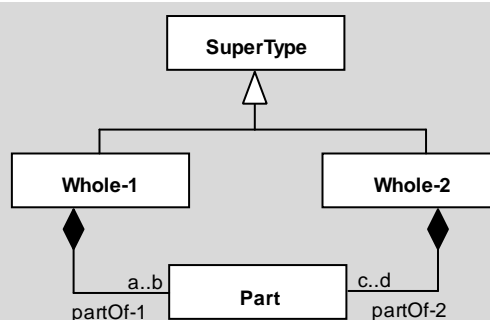 SuperType
Whole-1
Whole-2
a..b
c..d
Part
partOf-1
partOf-2